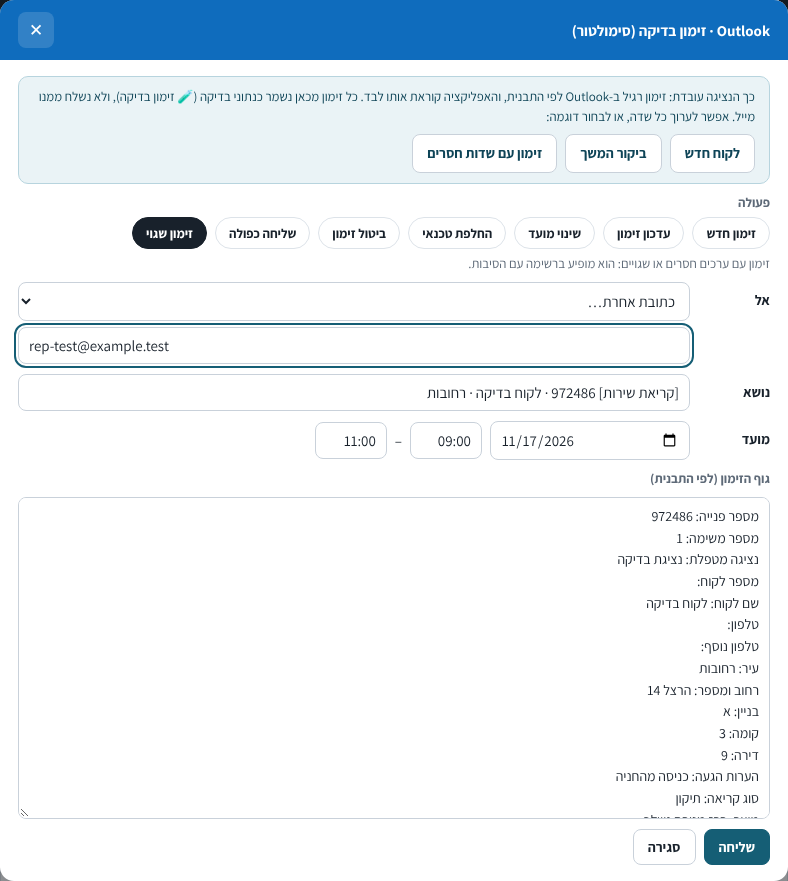 Outlook · זימון בדיקה (סימולטור)
✕
כך הנציגה עובדת: זימון רגיל ב-Outlook לפי התבנית, והאפליקציה קוראת אותו לבד. כל זימון מכאן נשמר כנתוני בדיקה (🧪 זימון בדיקה), ולא נשלח ממנו
מייל. אפשר לערוך כל שדה, או לבחור דוגמה:
לקוח חדש
ביקור המשך
זימון עם שדות חסרים
פעולה
זימון חדש
עדכון זימון
שינוי מועד
החלפת טכנאי
ביטול זימון
שליחה כפולה
זימון שגוי
זימון עם ערכים חסרים או שגויים: הוא מופיע ברשימה עם הסיבות.
אל
כתובת אחרת…
rep-test@example.test
נושא
[קריאת שירות] 972486 · לקוח בדיקה · רחובות
מועד
11/17/2026
09:00
–
11:00
גוף הזימון (לפי התבנית)
מספר פנייה: 972486
מספר משימה: 1
נציגה מטפלת: נציגת בדיקה
מספר לקוח:
שם לקוח: לקוח בדיקה
טלפון:
טלפון נוסף:
עיר: רחובות
רחוב ומספר: הרצל 14
בניין: א
קומה: 3
דירה: 9
הערות הגעה: כניסה מהחניה
סוג קריאה: תיקון
שליחה
סגירה